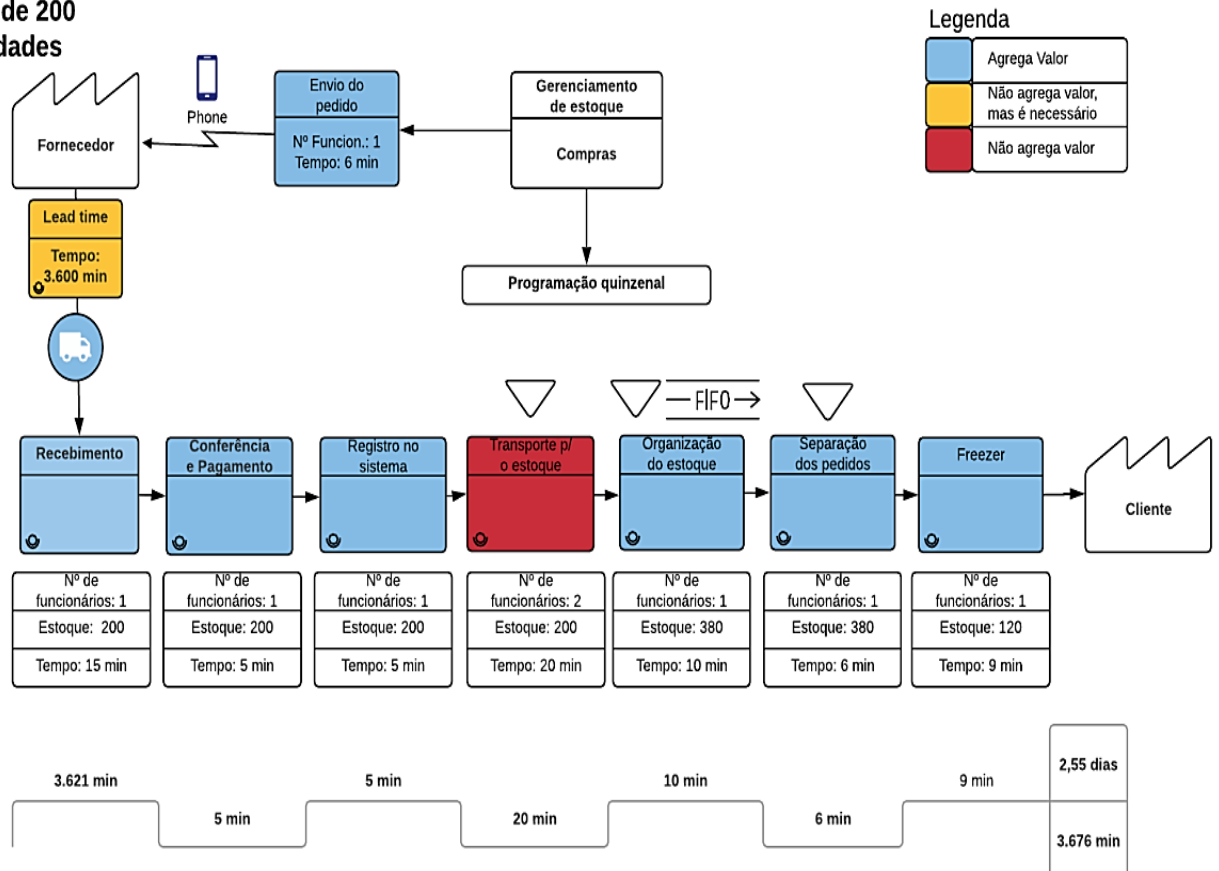 de 200
dades
Legenda
Agrega Valor
Não agrega valor,
mas é necessário
Não agrega valor
Phone
Fornecedor
Envio do
pedido
Nº Funcion.: 1
Tempo: 6 min
Gerenciamento
de estoque
Compras
Lead time
Tempo:
3.600 min
Programação quinzenal
FIFO
Recebimento
Conferência
e Pagamento
Registro no
sistema
Transporte p/
o estoque
Organização
do estoque
Separação
dos pedidos
Freezer
Cliente
Nº de
funcionários: 1
Estoque: 200
Tempo: 15 min
Nº de
funcionários: 1
Estoque: 200
Tempo: 5 min
Nº de
funcionários: 1
Estoque: 200
Tempo: 5 min
Nº de
funcionários: 2
Estoque: 200
Tempo: 20 min
Nº de
funcionários: 1
Estoque: 380
Tempo: 10 min
Nº de
funcionários: 1
Estoque: 380
Tempo: 6 min
Nº de
funcionários: 1
Estoque: 120
Tempo: 9 min
3.621 min
5 min
5 min
20 min
10 min
6 min
9 min
2,55 dias
3.676 min